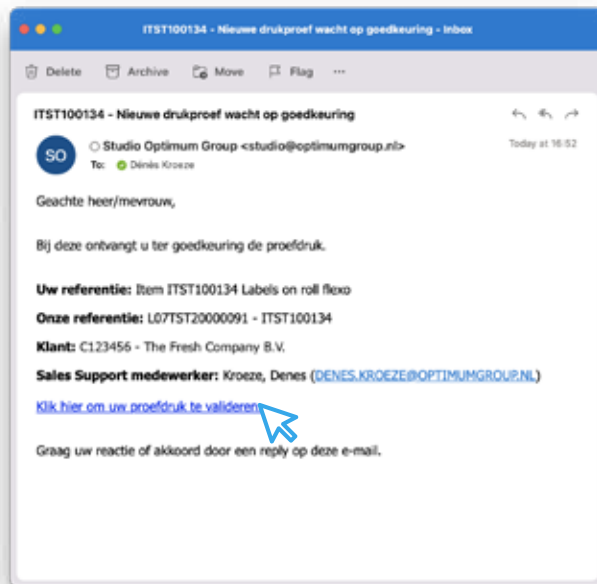 ITST100134 - Nieuwe drukproef wacht op goedkeuring - Inbox
Delete Archive Move Flag ...
ITST100134 - Nieuwe drukproef wacht op goedkeuring
SO
Studio Optimum Group <studio@optimumgroup.nl>
Today at 16:52
To: Dénès Kroeze
Geachte heer/mevrouw,
Bij deze ontvangt u ter goedkeuring de proefdruk.
Uw referentie: Item ITST100134 Labels on roll flexo
Onze referentie: L07TST20000091 - ITST100134
Klant: C123456 - The Fresh Company B.V.
Sales Support medewerker: Kroeze, Denes (DENES.KROEZE@OPTIMUMGROUP.NL)
Klik hier om uw proefdruk te valideren
Graag uw reactie of akkoord door een reply op deze e-mail.